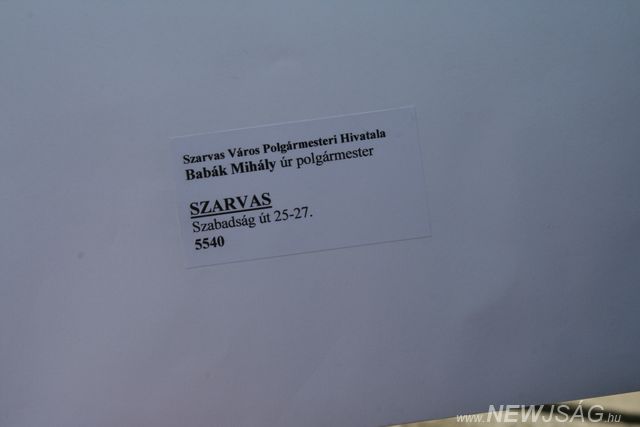 Szarvas Város Polgármesteri Hivatala
Babák Mihály úr polgármester
SZARVAS
Szabadság út 25-27.
5540
www.NEWJSÁG.hu